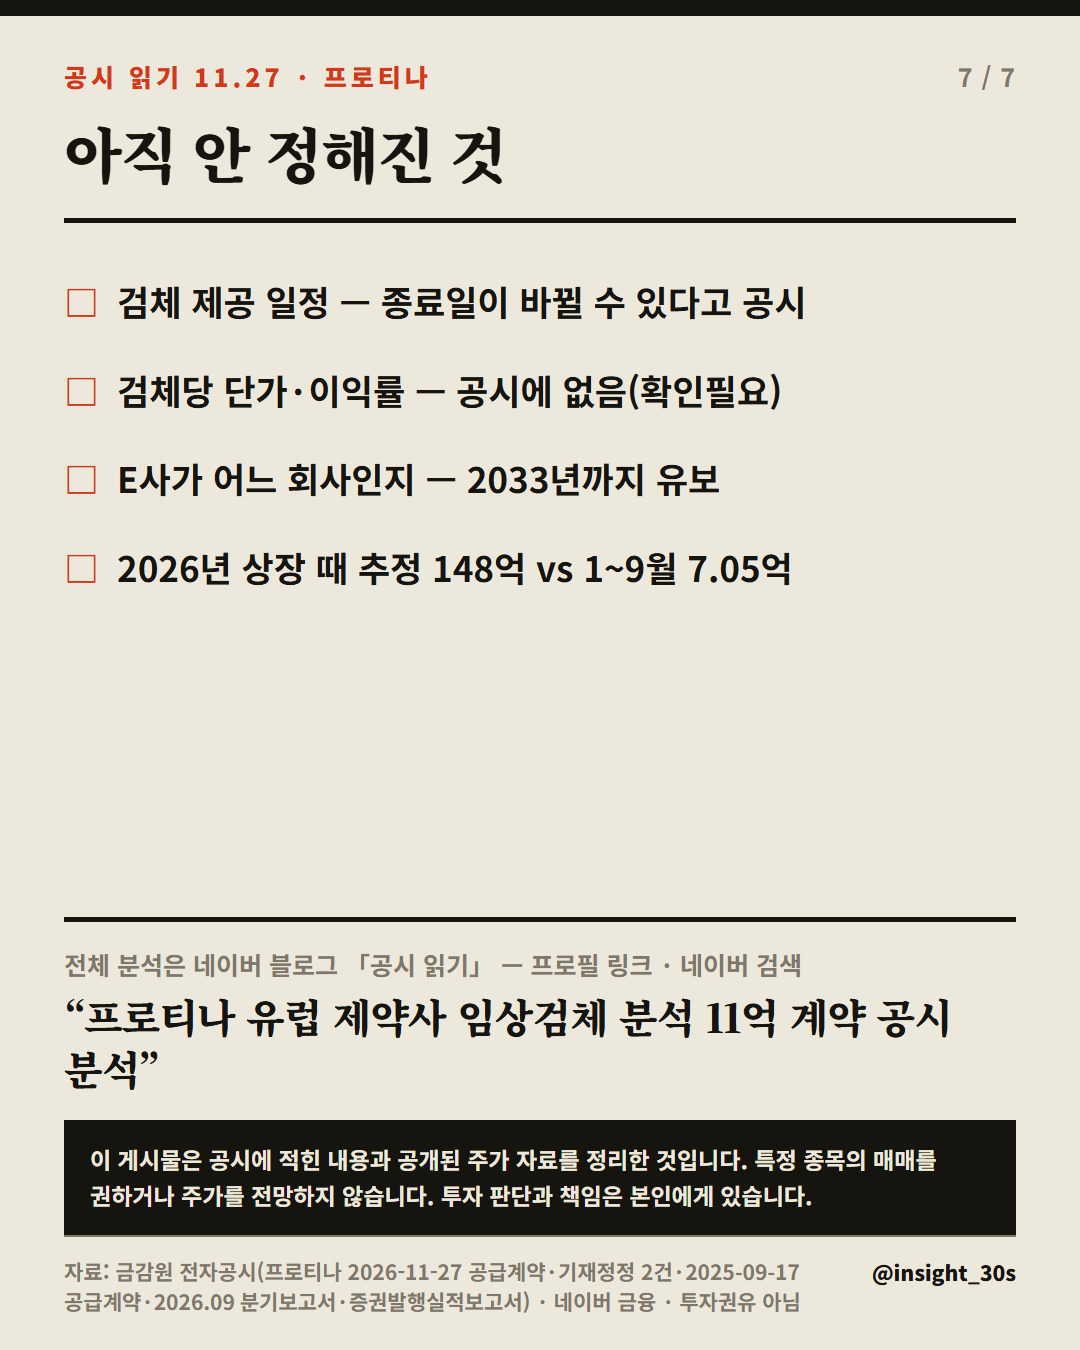 공시 읽기 11.27 · 프로티나
7 / 7
아직 안 정해진 것
□ 검체 제공 일정 — 종료일이 바뀔 수 있다고 공시
□ 검체당 단가·이익률 — 공시에 없음(확인필요)
□ E사가 어느 회사인지 — 2033년까지 유보
□ 2026년 상장 때 추정 148억 vs 1~9월 7.05억
전체 분석은 네이버 블로그 「공시 읽기」 — 프로필 링크 · 네이버 검색
“프로티나 유럽 제약사 임상검체 분석 11억 계약 공시
분석”
이 게시물은 공시에 적힌 내용과 공개된 주가 자료를 정리한 것입니다. 특정 종목의 매매를
권하거나 주가를 전망하지 않습니다. 투자 판단과 책임은 본인에게 있습니다.
자료: 금감원 전자공시(프로티나 2026-11-27 공급계약·기재정정 2건·2025-09-17
공급계약·2026.09 분기보고서·증권발행실적보고서) · 네이버 금융 · 투자권유 아님
@insight_30s